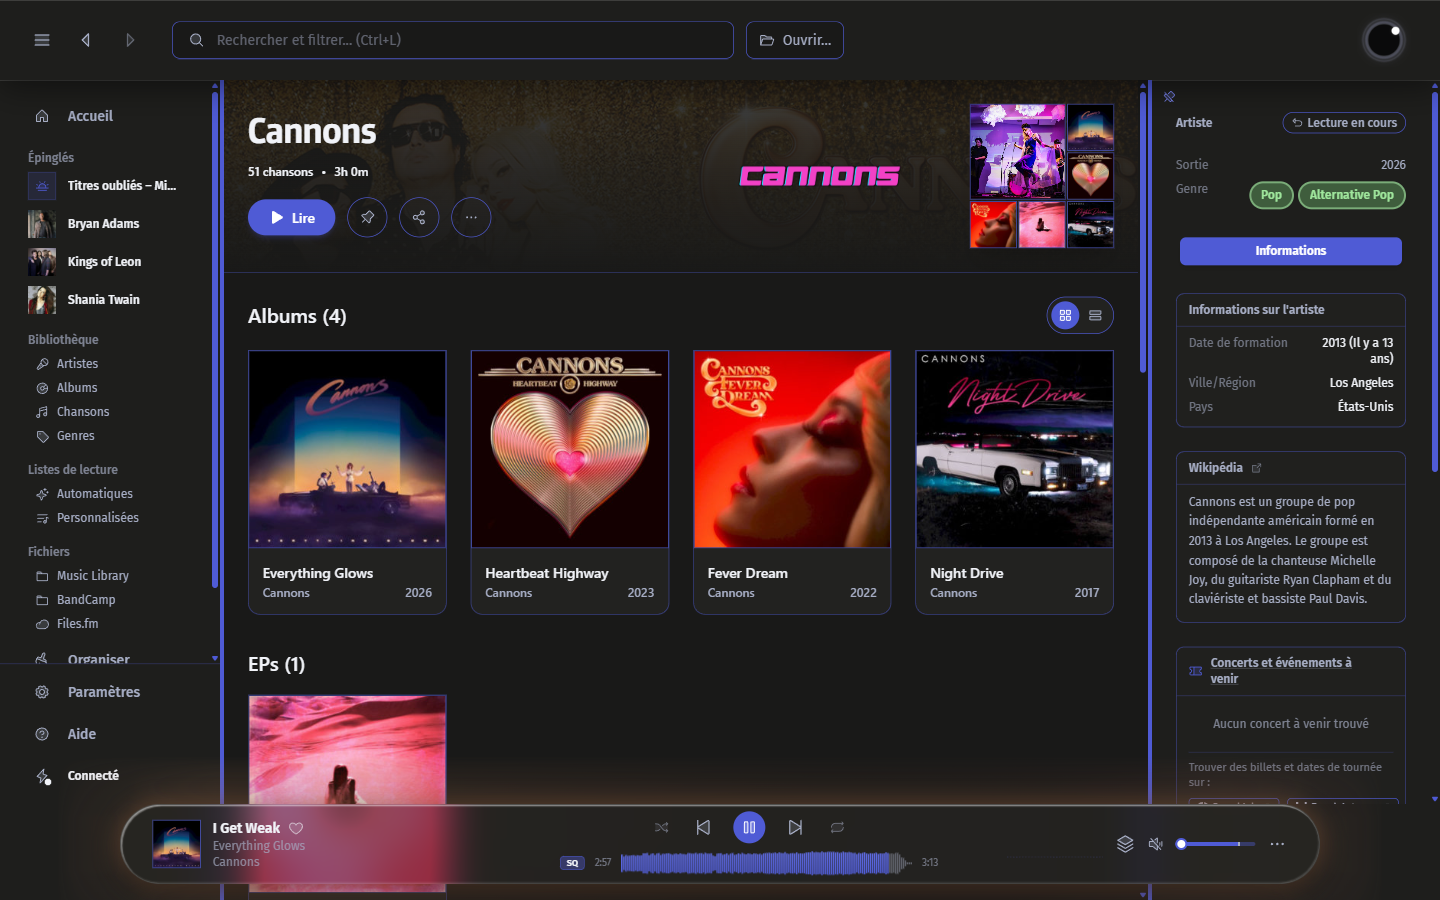 Rechercher et filtrer... (Ctrl+L)
Ouvrir...
Accueil
Épinglés
Titres oubliés – Mi...
Bryan Adams
Kings of Leon
Shania Twain
Bibliothèque
Artistes
Albums
Chansons
Genres
Listes de lecture
Automatiques
Personnalisées
Fichiers
Music Library
BandCamp
Files.fm
Organiser
Paramètres
Aide
Connecté
Cannons
51 chansons • 3h 0m
Lire
cannons
Albums (4)
Cannons
Everything Glows
Cannons 2026
CANNONS
HEARTBEAT HIGHWAY
Heartbeat Highway
Cannons 2023
CANNONS
FEVER
DREAM
Fever Dream
Cannons 2022
CANNONS
Night Drive
Night Drive
Cannons 2017
EPs (1)
Artiste
Lecture en cours
Sortie 2026
Genre Pop Alternative Pop
Informations
Informations sur l'artiste
Date de formation 2013 (Il y a 13
ans)
Ville/Région Los Angeles
Pays États-Unis
Wikipédia
Cannons est un groupe de pop
indépendante américain formé en
2013 à Los Angeles. Le groupe est
composé de la chanteuse Michelle
Joy, du guitariste Ryan Clapham et du
claviériste et bassiste Paul Davis.
Concerts et événements à
venir
Aucun concert à venir trouvé
Trouver des billets et dates de tournée
sur :
I Get Weak
Everything Glows
Cannons
SQ 2:57 3:13